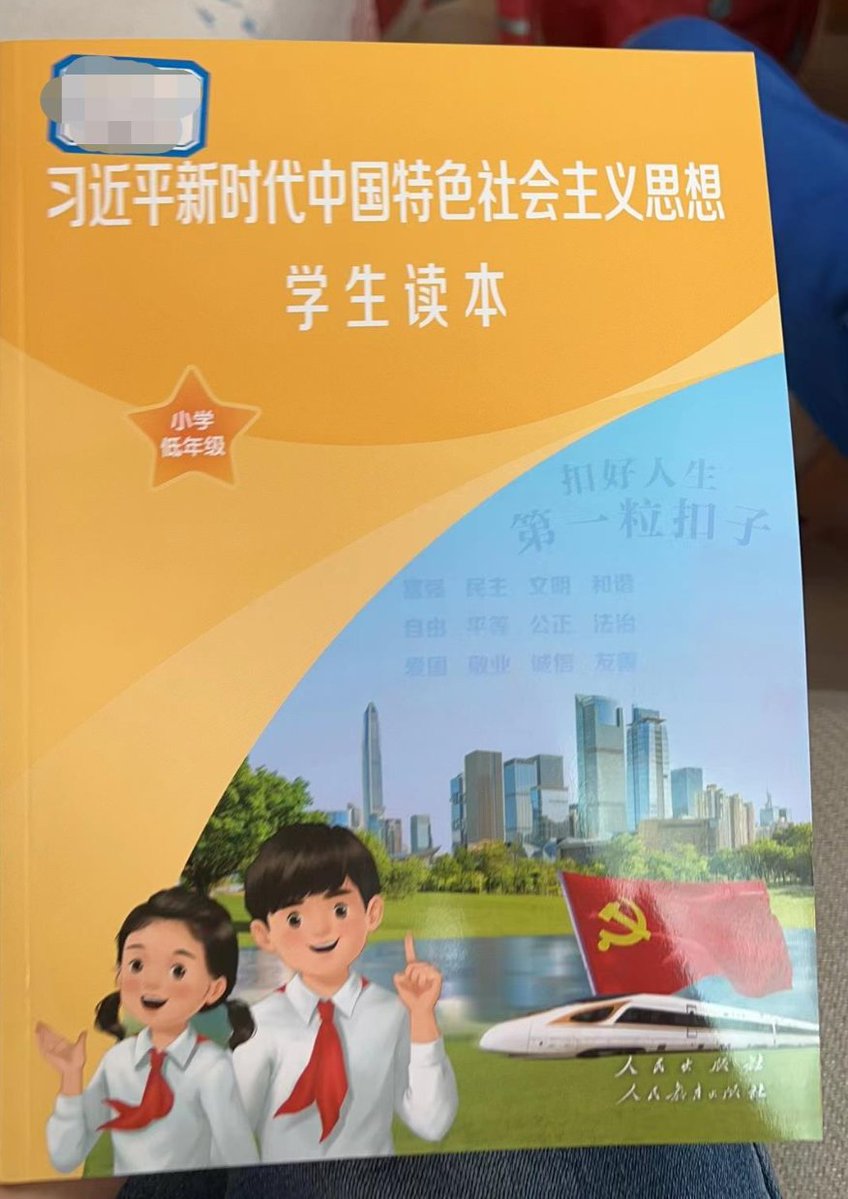 习近平新时代中国特色社会主义思想
学生读本
小学
低年级
扣好人生
第一粒扣子
富强 民主 文明 和谐
自由 平等 公正 法治
爱国 敬业 诚信 友善
人民出版社
人民教育出版社